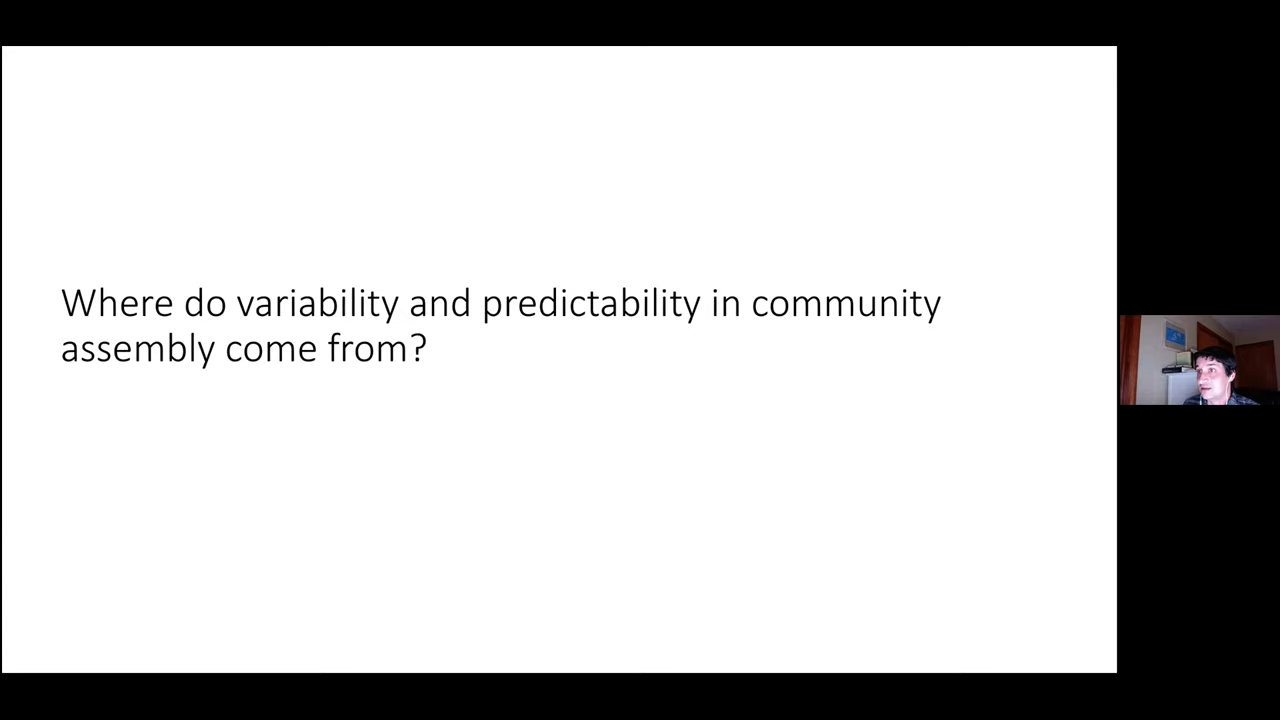 Where do variability and predictability in community
assembly come from?